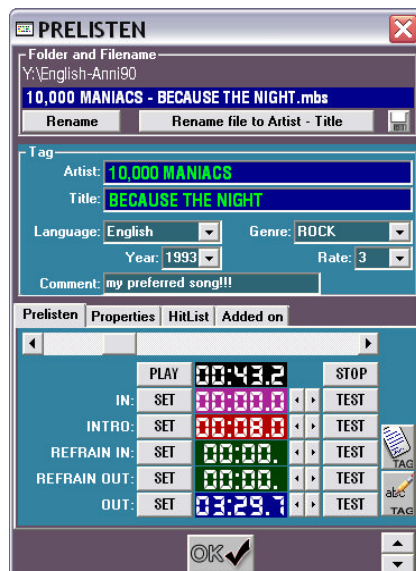 PRELISTEN
Folder and Filename
Y:\English-Anni90
10,000 MANIACS - BECAUSE THE NIGHT.mbs
Rename Rename file to Artist - Title
Tag
Artist: 10,000 MANIACS
Title: BECAUSE THE NIGHT
Language: English Genre: ROCK
Year: 1993 Rate: 3
Comment: my preferred song!!!
Prelisten Properties HitList Added on
PLAY 00:43.2 STOP
IN: SET 00:00.0 TEST
INTRO: SET 00:08.0 TEST
REFRAIN IN: SET 00:00. TEST
TAG
REFRAIN OUT: SET 00:00. TEST
abc
OUT: SET 03:29.7 TEST
TAG
OK